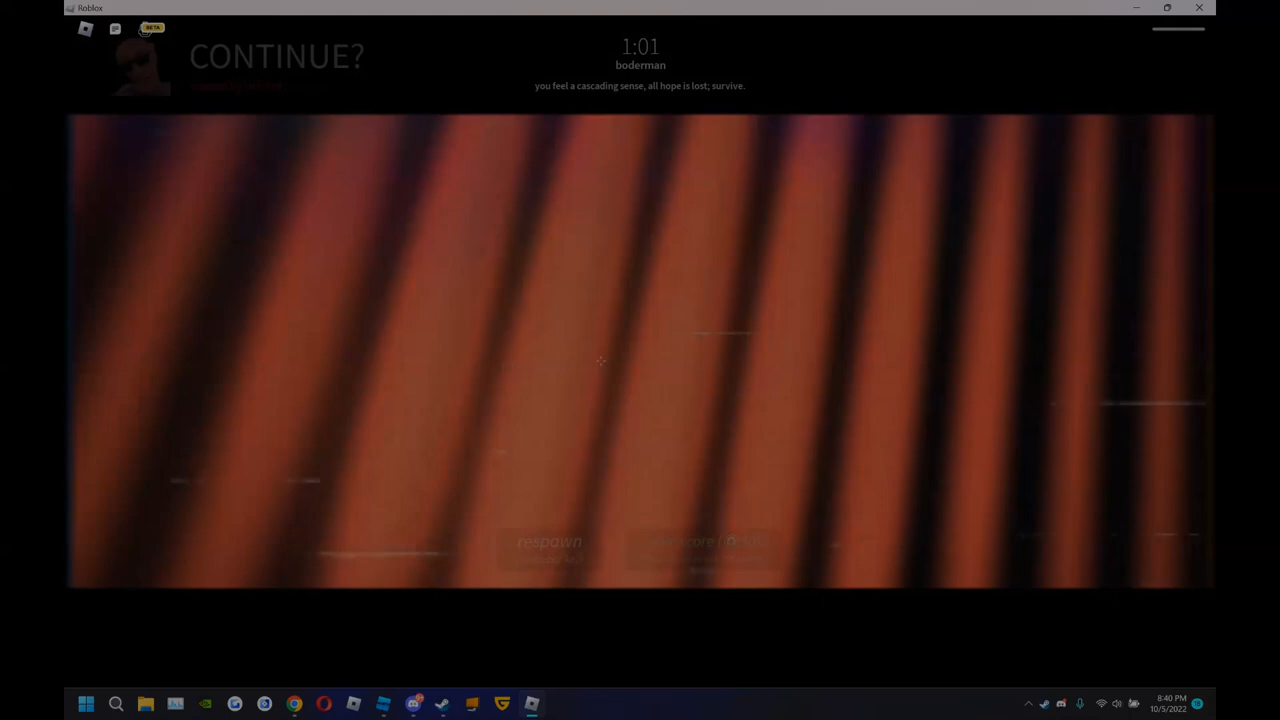 Roblox
BETA
CONTINUE?
1:01
boderman
you feel a cascading sense, all hope is lost; survive.
respawn
8:40 PM
10/5/2022